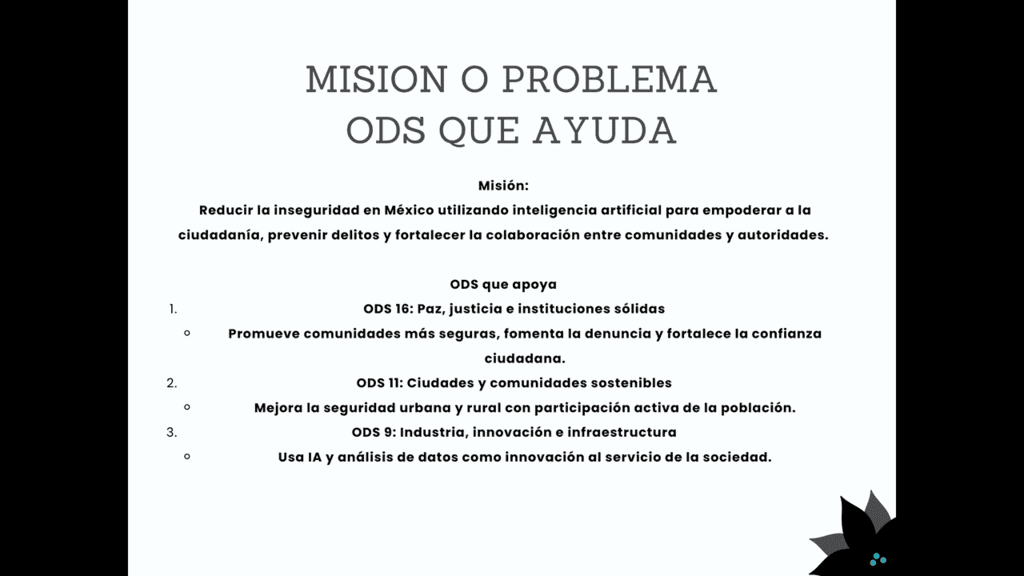 MISION O PROBLEMA
ODS QUE AYUDA
Misión:
Reducir la inseguridad en México utilizando inteligencia artificial para empoderar a la
ciudadanía, prevenir delitos y fortalecer la colaboración entre comunidades y autoridades.
ODS que apoya
1. ODS 16: Paz, justicia e instituciones sólidas
Promueve comunidades más seguras, fomenta la denuncia y fortalece la confianza
ciudadana.
2. ODS 11: Ciudades y comunidades sostenibles
Mejora la seguridad urbana y rural con participación activa de la población.
3. ODS 9: Industria, innovación e infraestructura
Usa IA y análisis de datos como innovación al servicio de la sociedad.